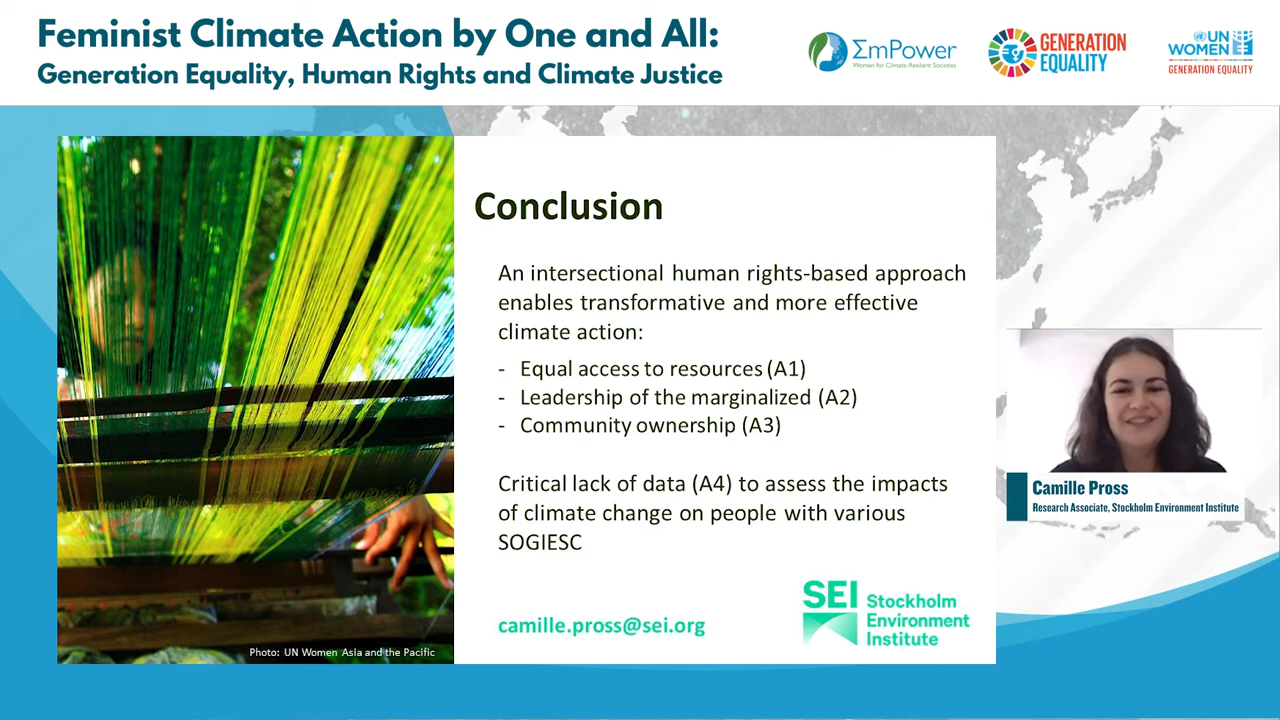 Feminist Climate Action by One and All:
Generation Equality, Human Rights and Climate Justice
ΣmPower
Women for Climate-Resilient Societies
GENERATION
EQUALITY
UN
WOMEN
GENERATION EQUALITY
Conclusion
An intersectional human rights-based approach
enables transformative and more effective
climate action:
- Equal access to resources (A1)
- Leadership of the marginalized (A2)
- Community ownership (A3)
Critical lack of data (A4) to assess the impacts
of climate change on people with various
SOGIESC
camille.pross@sei.org
SEI
Stockholm
Environment
Institute
Photo: UN Women Asia and the Pacific
Camille Pross
Research Associate, Stockholm Environment Institute